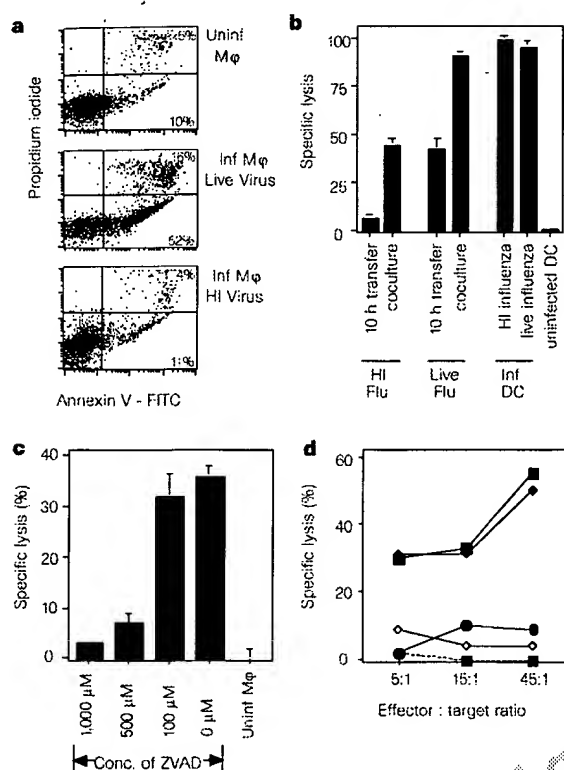 a
Propidium iodide
5%
10%
Uninf
Mφ
6%
52%
Inf Mφ
Live Virus
4%
11%
Inf Mφ
HI Virus
Annexin V - FITC
b
Specific lysis
100
75
50
25
0
10 h transfer
coculture
10 h transfer
coculture
HI influenza
live influenza
uninfected DC
HI
Flu
Live
Flu
Inf
DC
c
Specific lysis (%)
40
30
20
10
0
1,000 µM
500 µM
100 µM
0 µM
Uninf Mφ
Conc. of ZVAD
d
Specific lysis (%)
60
40
20
0
5:1
15:1
45:1
Effector : target ratio